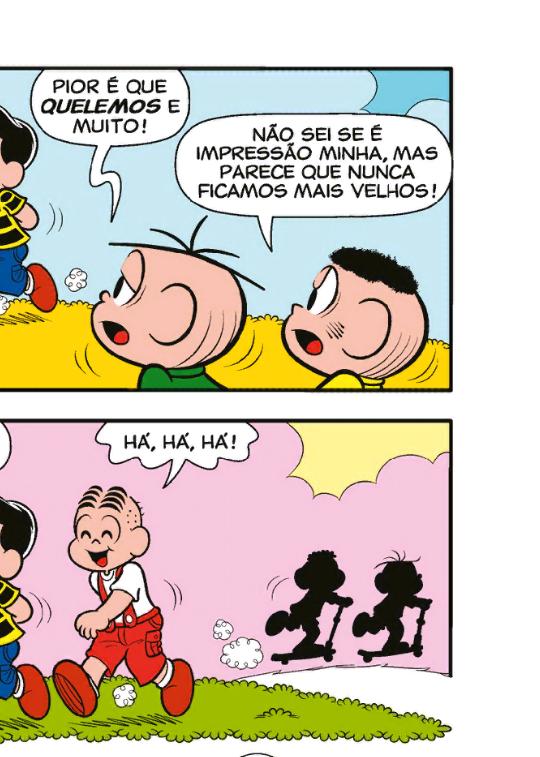 PIOR É QUE
QUELEMOS E
MUITO!
NÃO SEI SE É
IMPRESSÃO MINHA, MAS
PARECE QUE NUNCA
FICAMOS MAIS VELHOS!
HÁ, HÁ, HÁ!